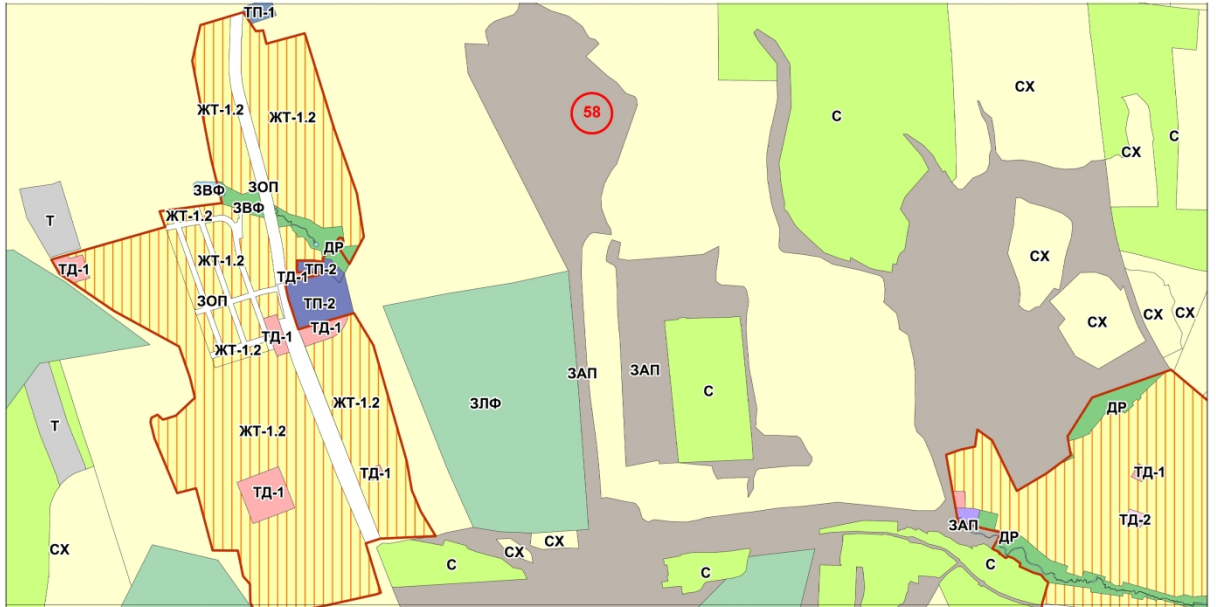 ТП-1
ЖТ-1.2
ЖТ-1.2
58
С
СХ
С
СХ
ЗВФ
ЗОП
ЗВФ
ЖТ-1.2
Т
ДР
ЖТ-1.2
ТД-1
ТД-1
ТП-2
СХ
ЗОП
ТП-2
СХ
СХ
СХ
ТД-1
ТД-1
ЖТ-1.2
ЗАП
ЗАП
С
ЖТ-1.2
ЗЛФ
ДР
Т
ЖТ-1.2
ТД-1
ТД-1
ТД-1
ТД-2
ЗАП
ДР
СХ
СХ
СХ
С
С
С